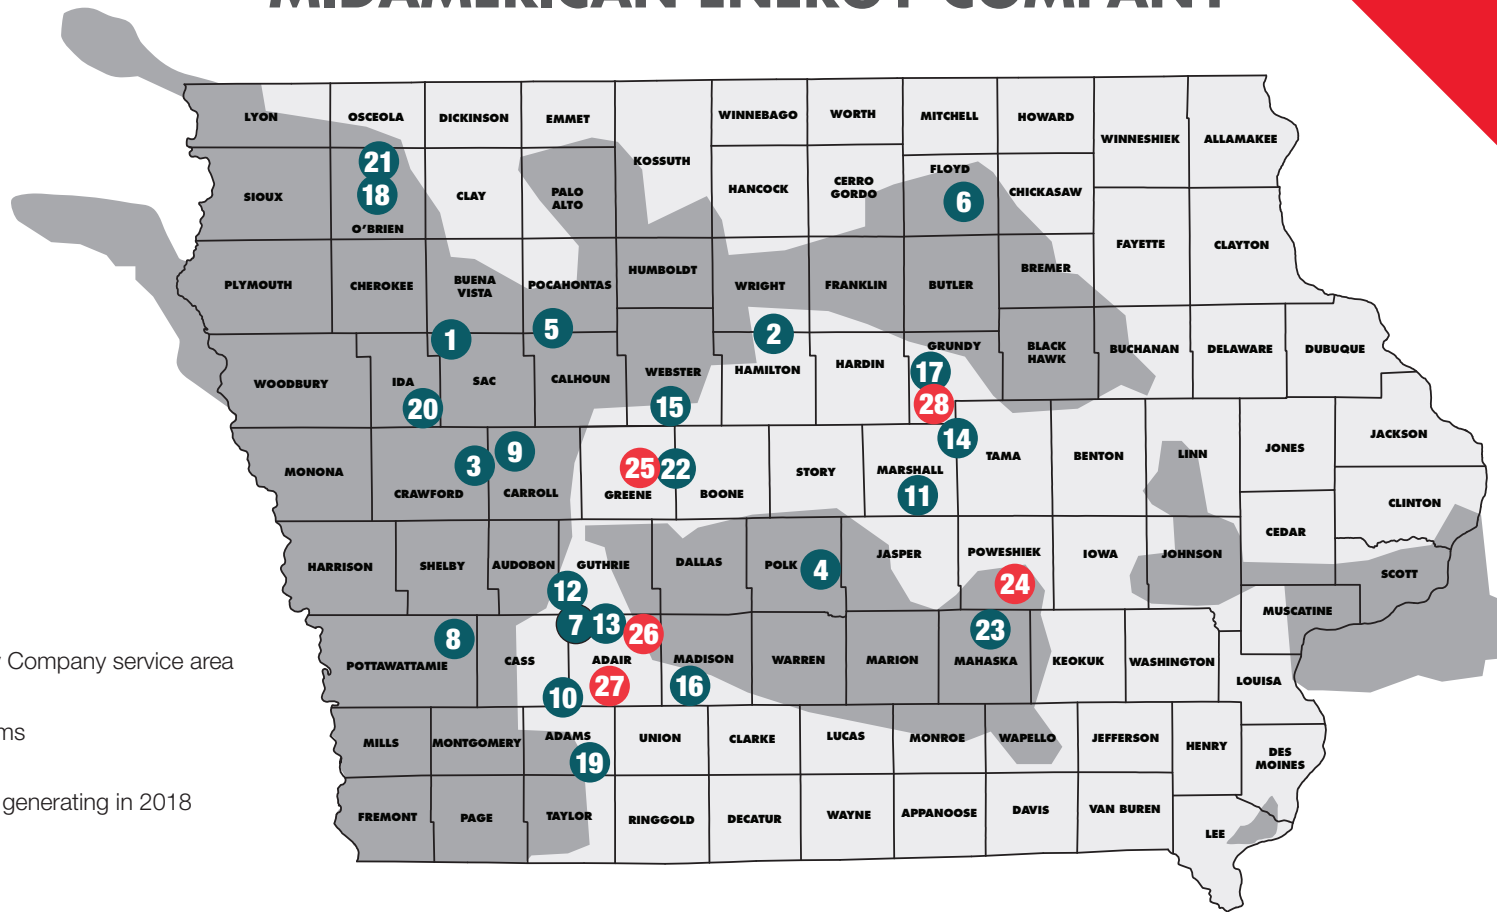 MIDAMERICAN ENERGY COMPANY
LYON
OSCEOLA
DICKINSON
EMMET
KOSSUTH
WINNEBAGO
WORTH
MITCHELL
HOWARD
WINNESHIEK
ALLAMAKEE
21
SIOUX
18
O'BRIEN
CLAY
PALO
ALTO
HANCOCK
CERRO
GORDO
FLOYD
6
CHICKASAW
FAYETTE
CLAYTON
PLYMOUTH
CHEROKEE
BUENA
VISTA
POCAHONTAS
HUMBOLDT
WRIGHT
FRANKLIN
BUTLER
BREMER
1
5
2
WOODBURY
IDA
20
SAC
CALHOUN
WEBSTER
15
HAMILTON
HARDIN
GRUNDY
17
28
BLACK
HAWK
BUCHANAN
DELAWARE
DUBUQUE
MONONA
3
CRAWFORD
9
CARROLL
25
GREENE
22
BOONE
STORY
MARSHALL
11
14
TAMA
BENTON
LINN
JONES
JACKSON
CLINTON
CEDAR
HARRISON
SHELBY
AUDOBON
GUTHRIE
12
DALLAS
POLK
4
JASPER
POWESHIEK
24
IOWA
JOHNSON
SCOTT
MUSCATINE
8
POTTAWATTAMIE
CASS
7
13
26
ADAIR
27
10
MADISON
16
WARREN
MARION
23
MAHASKA
KEOKUK
WASHINGTON
LOUISA
Company service area
MILLS
MONTGOMERY
ADAMS
19
UNION
CLARKE
LUCAS
MONROE
WAPELLO
JEFFERSON
HENRY
DES
MOINES
ms
generating in 2018
FREMONT
PAGE
TAYLOR
RINGGOLD
DECATUR
WAYNE
APPANOOSE
DAVIS
VAN BUREN
LEE